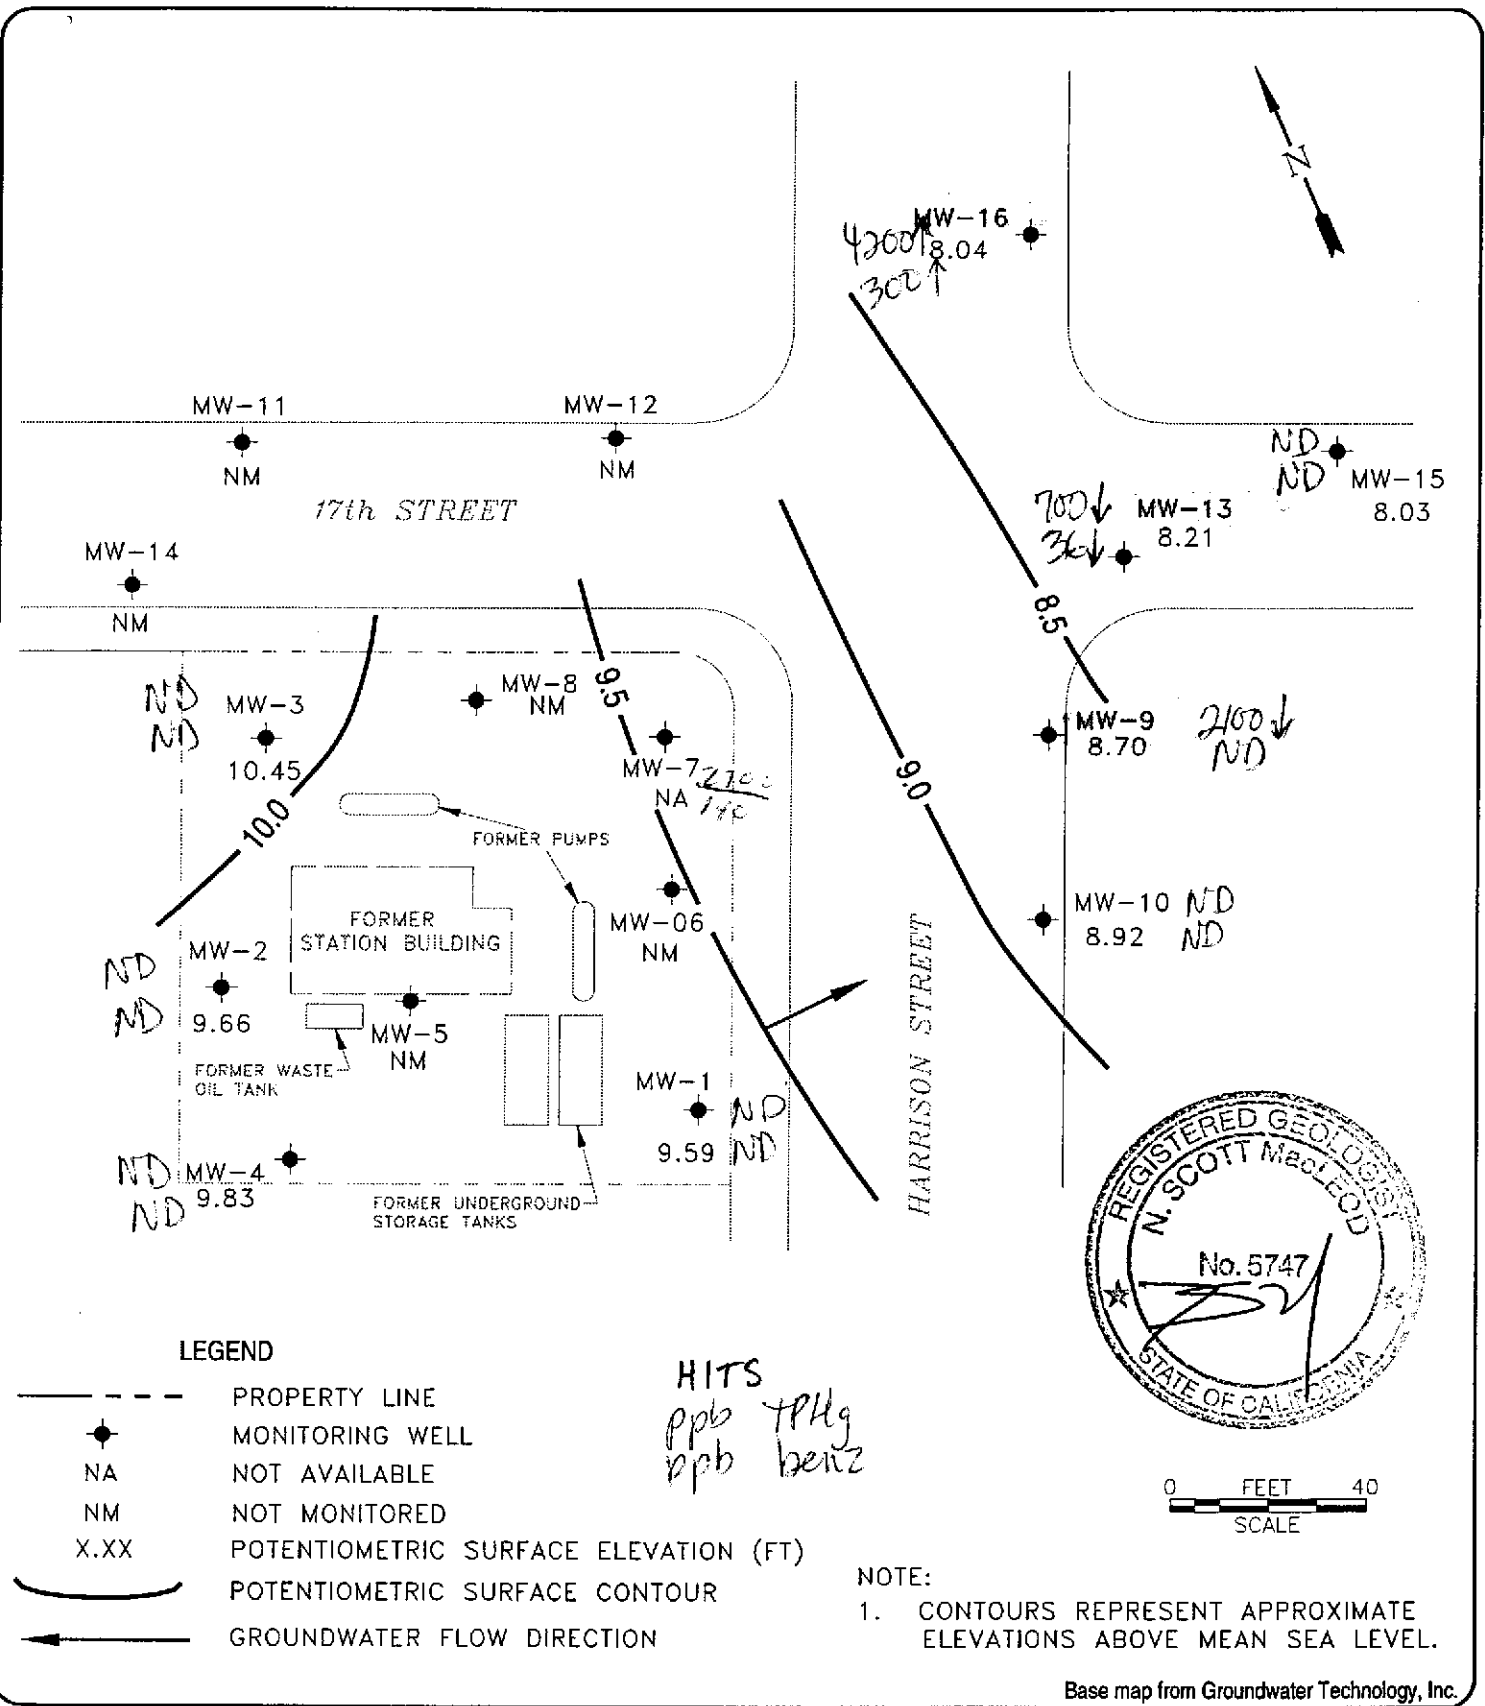 N
MW-16
4200↑
8.04
300↑
MW-11
NM
MW-12
NM
17th STREET
ND
ND
MW-15
8.03
700↓
36↓
MW-13
8.21
MW-14
NM
8.5
ND
ND
MW-3
10.45
MW-8
NM
9.5
MW-7
NA
MW-9
8.70
2100↓
ND
9.0
10.0
FORMER PUMPS
FORMER
STATION BUILDING
MW-06
NM
MW-10
8.92
ND
ND
ND
ND
MW-2
9.66
MW-5
NM
FORMER WASTE
OIL TANK
HARRISON STREET
MW-1
9.59
ND
ND
ND
ND
MW-4
9.83
FORMER UNDERGROUND
STORAGE TANKS
REGISTERED GEOLOGIST
N. SCOTT MacLEOD
No. 5747
STATE OF CALIFORNIA
LEGEND
PROPERTY LINE
MONITORING WELL
NA NOT AVAILABLE
NM NOT MONITORED
X.XX POTENTIOMETRIC SURFACE ELEVATION (FT)
POTENTIOMETRIC SURFACE CONTOUR
GROUNDWATER FLOW DIRECTION
HITS
ppb TPHg
ppb benz
0 FEET 40
SCALE
NOTE:
1. CONTOURS REPRESENT APPROXIMATE
ELEVATIONS ABOVE MEAN SEA LEVEL.
Base map from Groundwater Technology, Inc.